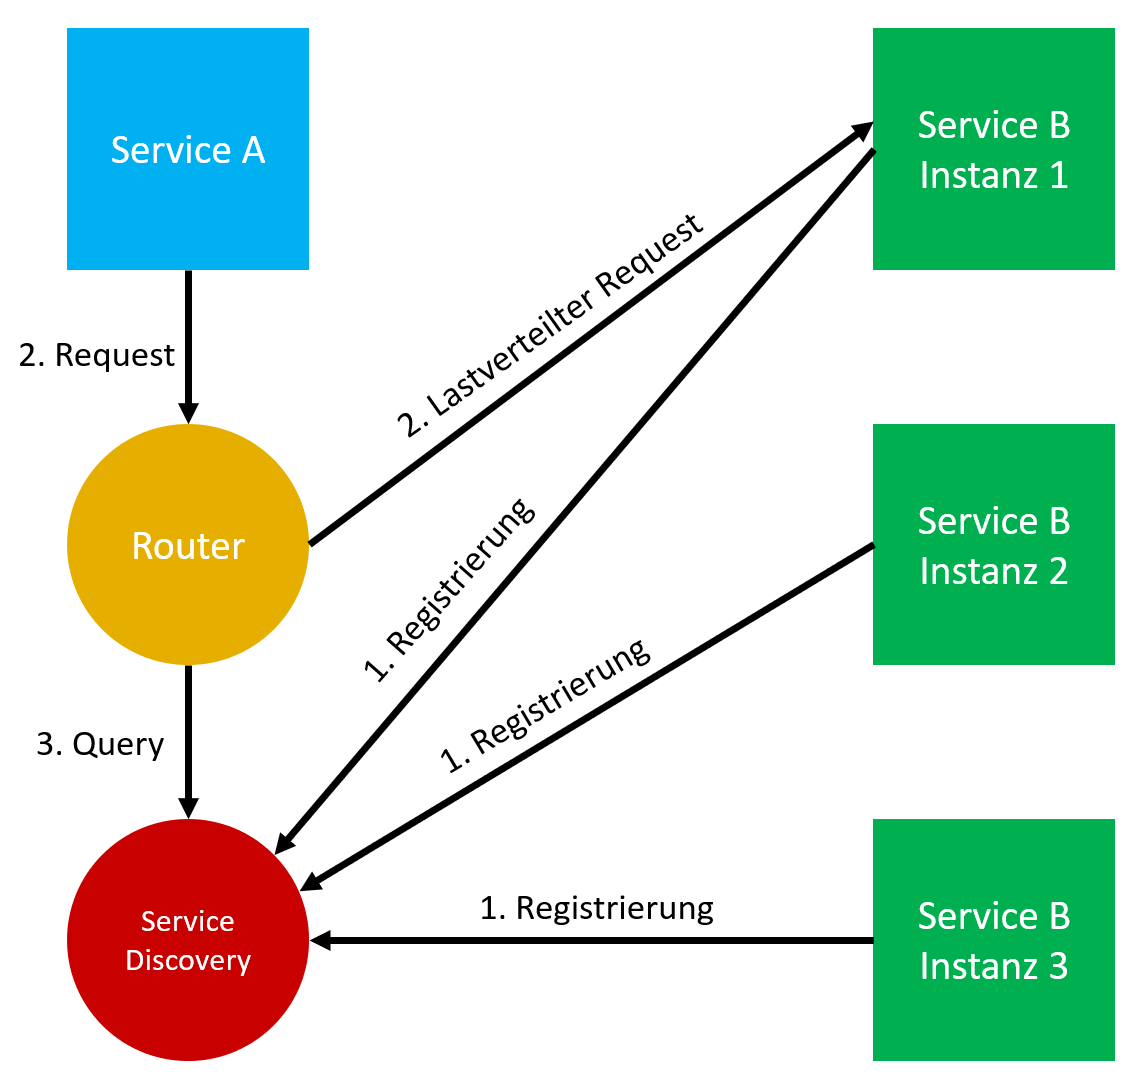 Service A
Service B
Instanz 1
2. Request
2. Lastverteilter Request
Router
1. Registrierung
Service B
Instanz 2
1. Registrierung
3. Query
Service
Discovery
1. Registrierung
Service B
Instanz 3